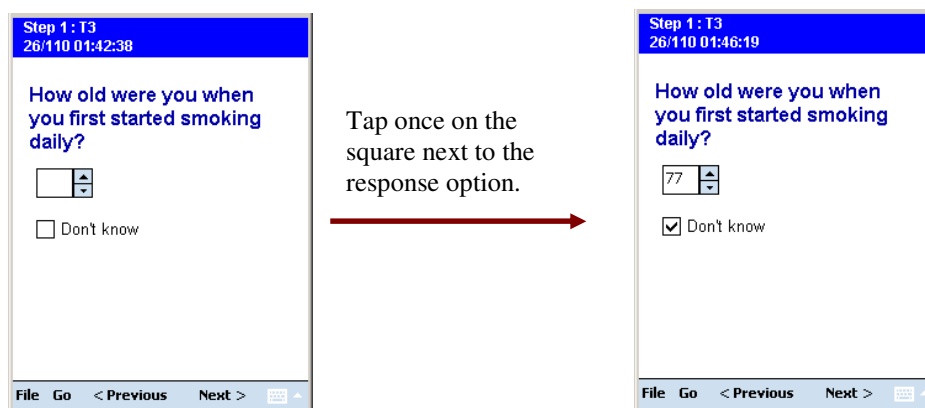 Step 1 : T3
26/110 01:42:38
How old were you when
you first started smoking
daily?
Don't know
File Go < Previous Next >
Tap once on the
square next to the
response option.
Step 1 : T3
26/110 01:46:19
How old were you when
you first started smoking
daily?
77
Don't know
File Go < Previous Next >